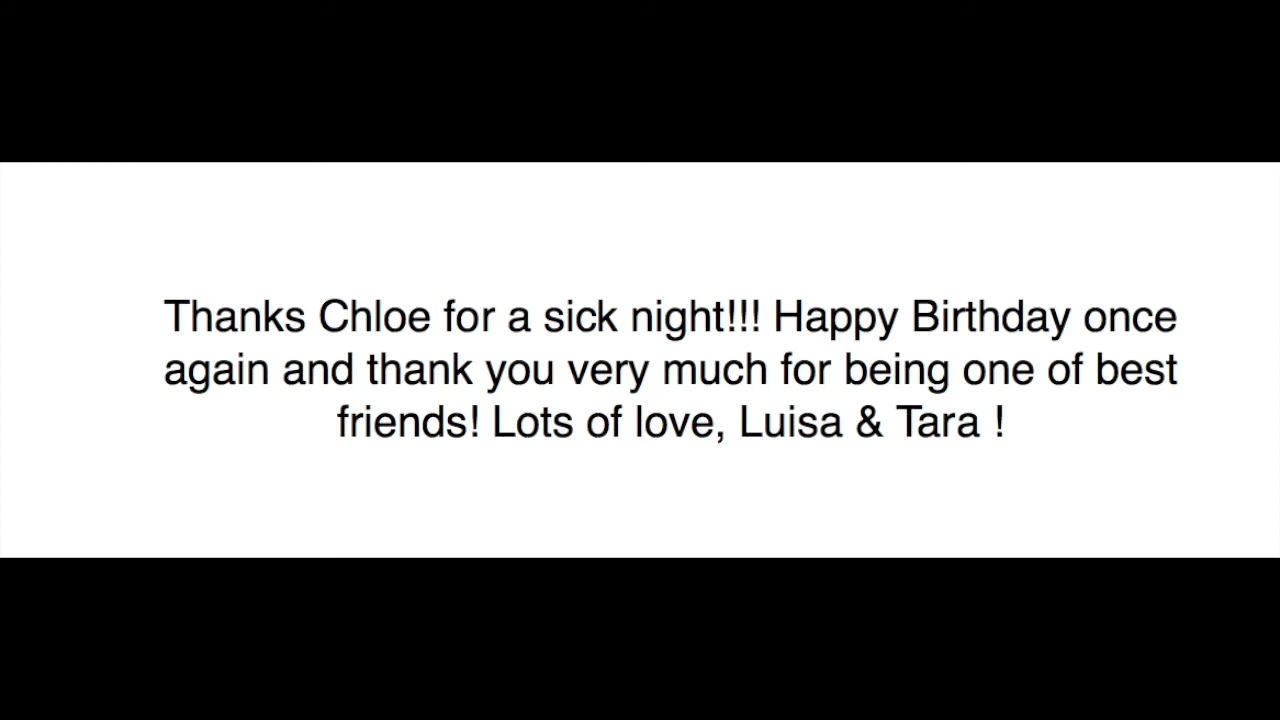 Thanks Chloe for a sick night!!! Happy Birthday once
again and thank you very much for being one of best
friends! Lots of love, Luisa & Tara !